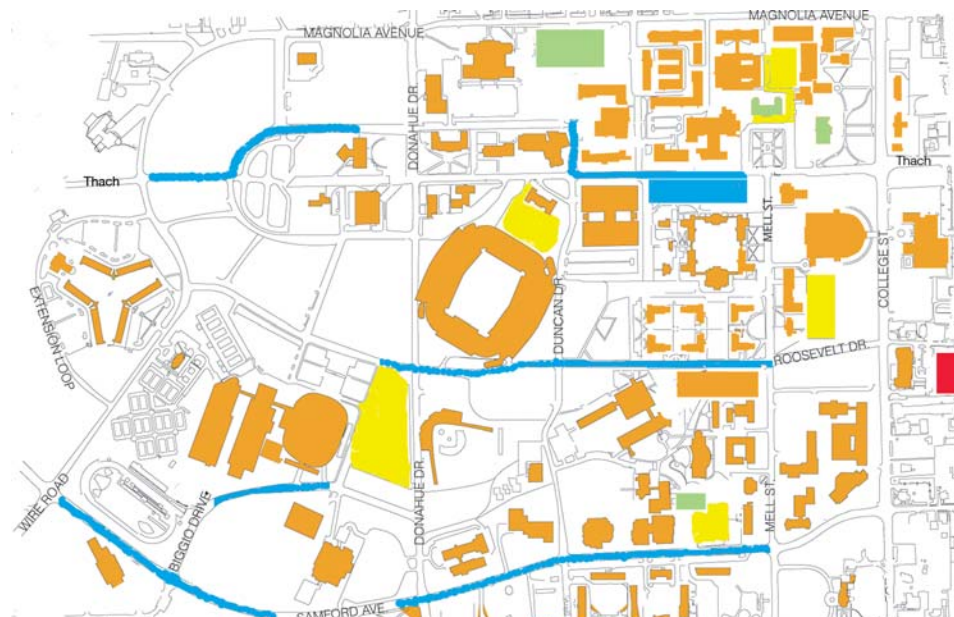 MAGNOLIA AVENUE
MAGNOLIA AVENUE
DONAHUE DR.
Thach
Thach
MELL ST.
COLLEGE ST.
EXTENSION LOOP
DUNCAN DR.
ROOSEVELT DR.
WIRE ROAD
BIGGIO DRIVE
DONAHUE DR.
MELL ST.
SAMFORD AVE.